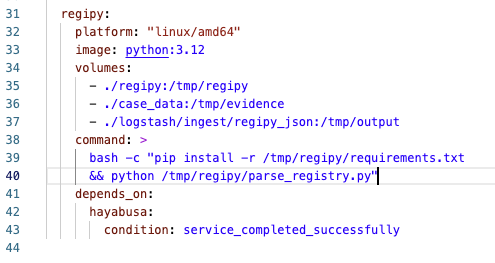 31 regipy:
32 platform: "linux/amd64"
33 image: python:3.12
34 volumes:
35 - ./regipy:/tmp/regipy
36 - ./case_data:/tmp/evidence
37 - ./logstash/ingest/regipy_json:/tmp/output
38 command: >
39 bash -c "pip install -r /tmp/regipy/requirements.txt
40 && python /tmp/regipy/parse_registry.py"
41 depends_on:
42 hayabusa:
43 condition: service_completed_successfully
44